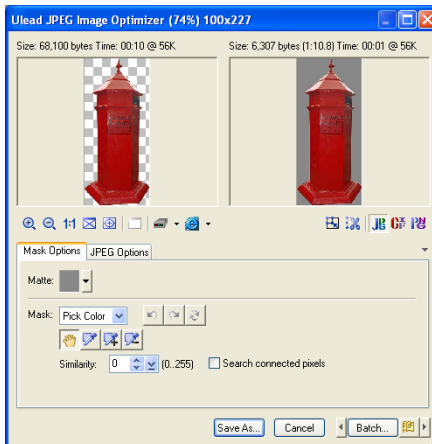 Ulead JPEG Image Optimizer (74%) 100x227
Size: 68,100 bytes Time: 00:10 @ 56K
Size: 6,307 bytes (1:10.8) Time: 00:01 @ 56K
1:1
Mask Options
JPEG Options
Matte:
Mask:
Pick Color
Similarity:
0
(0..255)
Search connected pixels
Save As...
Cancel
Batch...